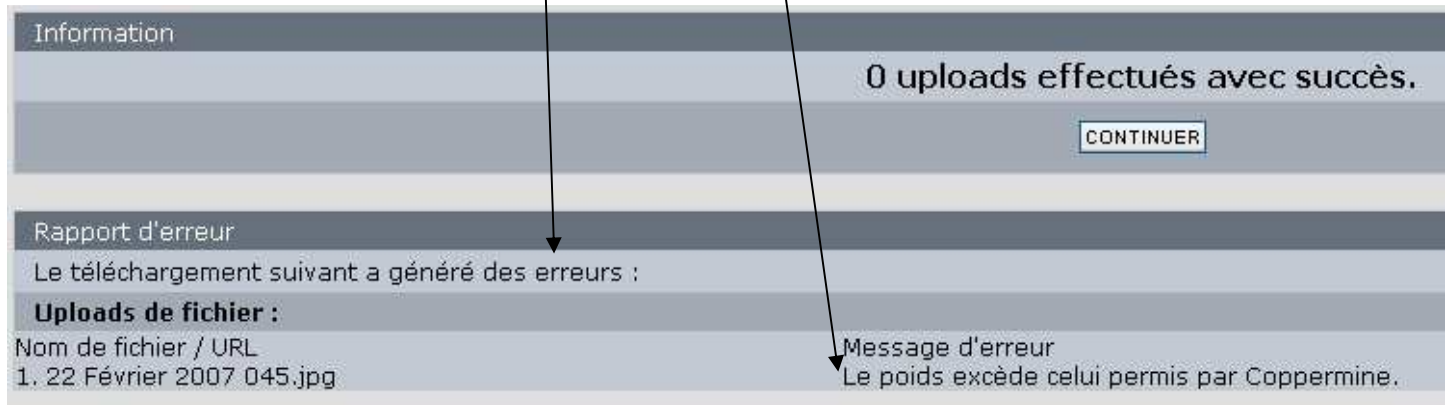 Information
0 uploads effectués avec succès.
CONTINUER
Rapport d'erreur
Le téléchargement suivant a généré des erreurs :
Uploads de fichier :
Nom de fichier / URL Message d'erreur
1. 22 Février 2007 045.jpg Le poids excède celui permis par Coppermine.